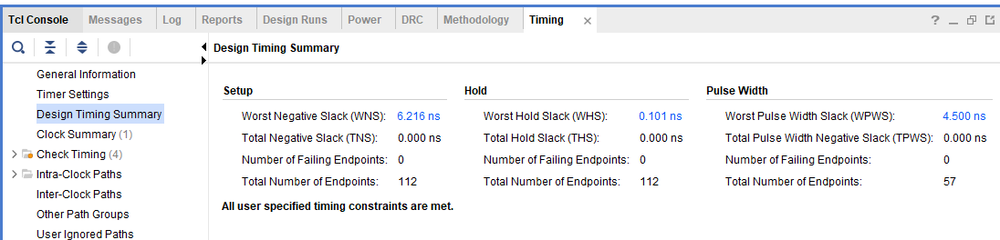 Tcl Console Messages Log Reports Design Runs Power DRC Methodology Timing
Design Timing Summary
General Information
Timer Settings
Design Timing Summary
Clock Summary (1)
Check Timing (4)
Intra-Clock Paths
Inter-Clock Paths
Other Path Groups
User Ignored Paths
Setup Hold Pulse Width
Worst Negative Slack (WNS): 6.216 ns Worst Hold Slack (WHS): 0.101 ns Worst Pulse Width Slack (WPWS): 4.500 ns
Total Negative Slack (TNS): 0.000 ns Total Hold Slack (THS): 0.000 ns Total Pulse Width Negative Slack (TPWS): 0.000 ns
Number of Failing Endpoints: 0 Number of Failing Endpoints: 0 Number of Failing Endpoints: 0
Total Number of Endpoints: 112 Total Number of Endpoints: 112 Total Number of Endpoints: 57
All user specified timing constraints are met.